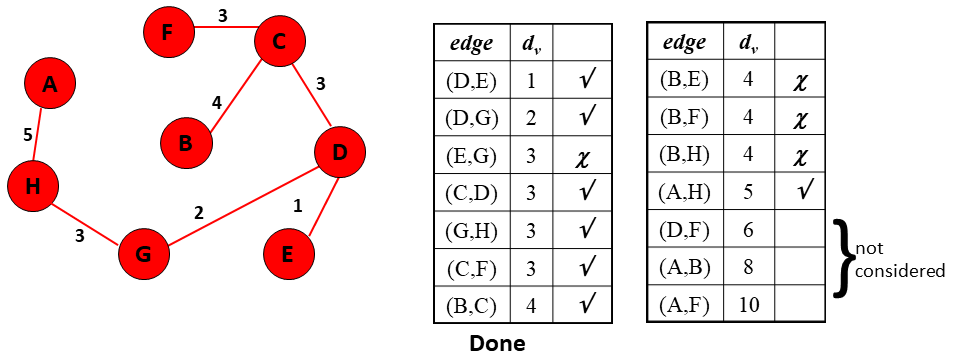 F 3 C
A
3
4
5
B
D
H
2
1
3
G
E
edge dv
(D,E) 1 √
(D,G) 2 √
(E,G) 3 χ
(C,D) 3 √
(G,H) 3 √
(C,F) 3 √
(B,C) 4 √
Done
edge dv
(B,E) 4 χ
(B,F) 4 χ
(B,H) 4 χ
(A,H) 5 √
(D,F) 6
(A,B) 8
(A,F) 10
} not
considered